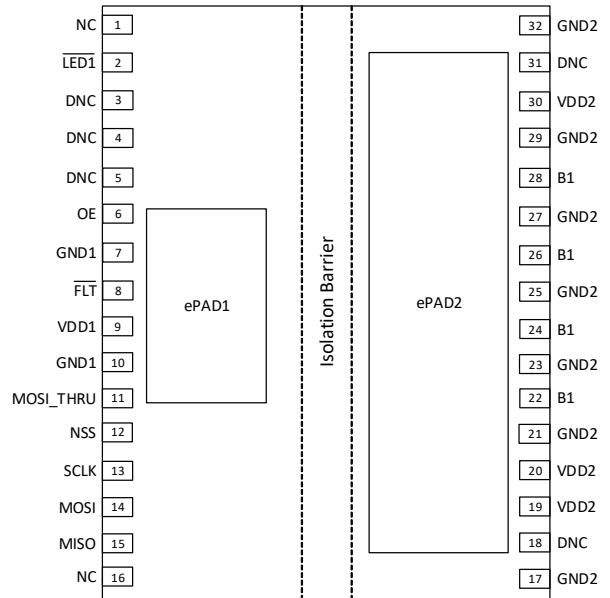 NC 1
LED1 2
DNC 3
DNC 4
DNC 5
OE 6
GND1 7
FLT 8
VDD1 9
GND1 10
MOSI_THRU 11
NSS 12
SCLK 13
MOSI 14
MISO 15
NC 16
ePAD1
Isolation Barrier
ePAD2
32 GND2
31 DNC
30 VDD2
29 GND2
28 B1
27 GND2
26 B1
25 GND2
24 B1
23 GND2
22 B1
21 GND2
20 VDD2
19 VDD2
18 DNC
17 GND2